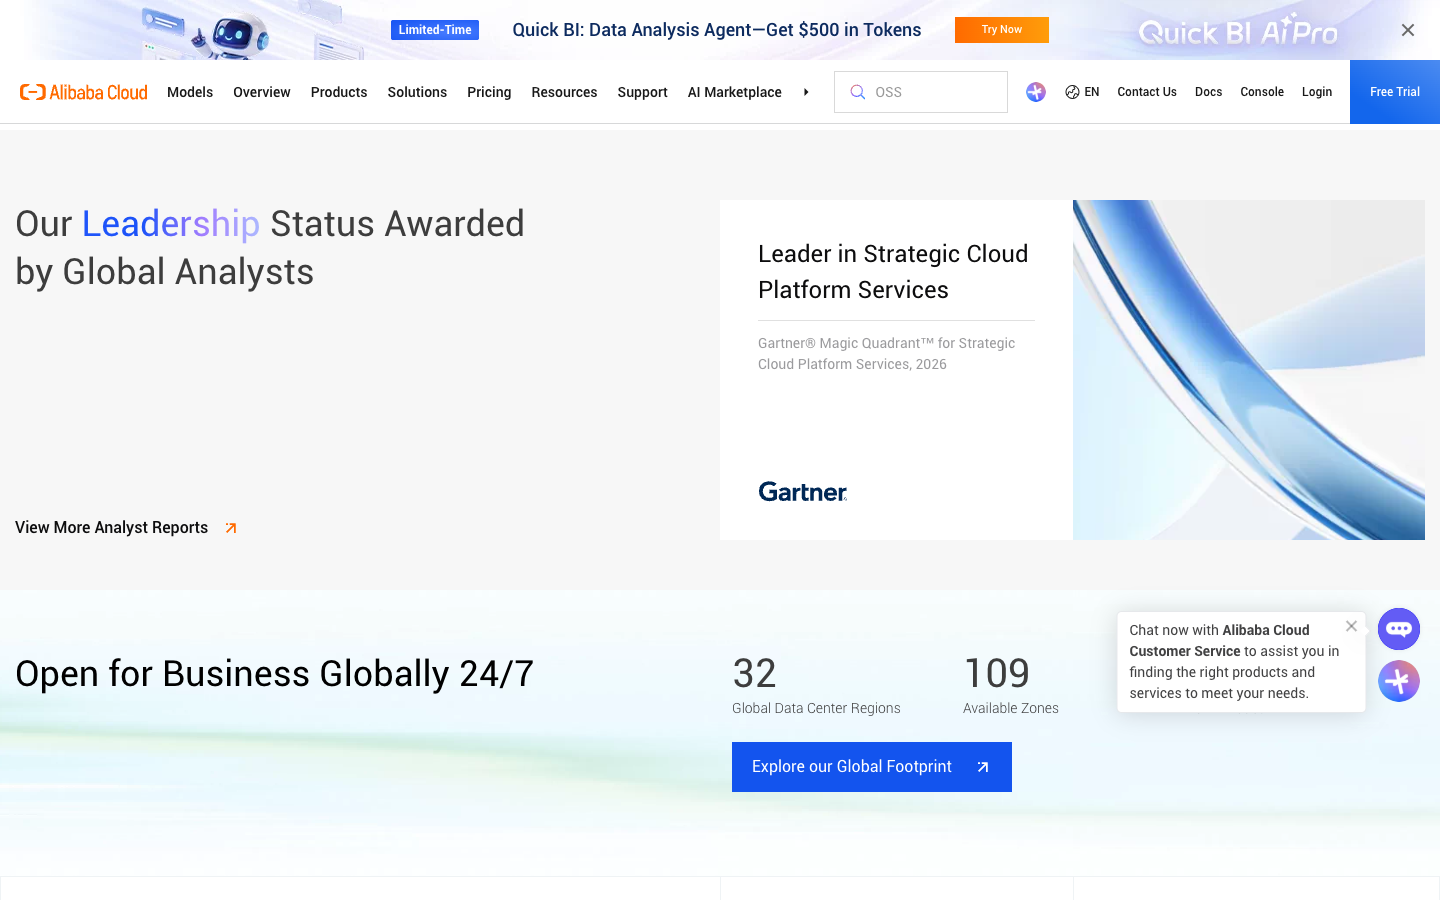 Limited-Time
Quick BI: Data Analysis Agent—Get $500 in Tokens
Try Now
Quick BI AI Pro
Alibaba Cloud
Models
Overview
Products
Solutions
Pricing
Resources
Support
AI Marketplace
OSS
EN
Contact Us
Docs
Console
Login
Free Trial
Our Leadership Status Awarded
by Global Analysts
View More Analyst Reports
Leader in Strategic Cloud
Platform Services
Gartner® Magic Quadrant™ for Strategic
Cloud Platform Services, 2026
Gartner
Open for Business Globally 24/7
32
Global Data Center Regions
109
Available Zones
Explore our Global Footprint
Chat now with Alibaba Cloud
Customer Service to assist you in
finding the right products and
services to meet your needs.